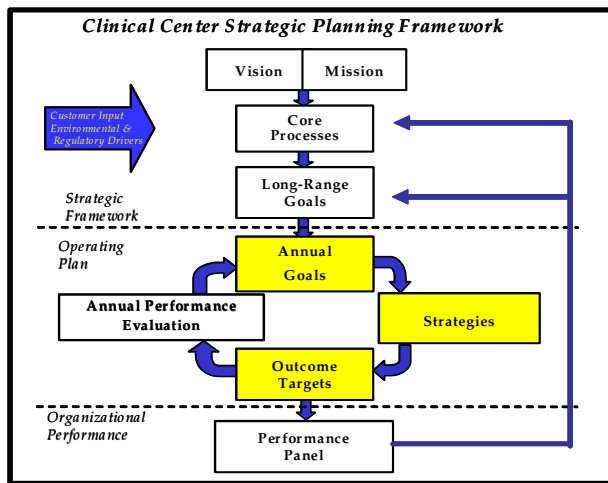 Clinical Center Strategic Planning Framework
Vision
Mission
Customer Input
Environmental &
Regulatory Drivers
Core
Processes
Long-Range
Goals
Strategic
Framework
Operating
Plan
Annual
Goals
Annual Performance
Evaluation
Strategies
Outcome
Targets
Organizational
Performance
Performance
Panel